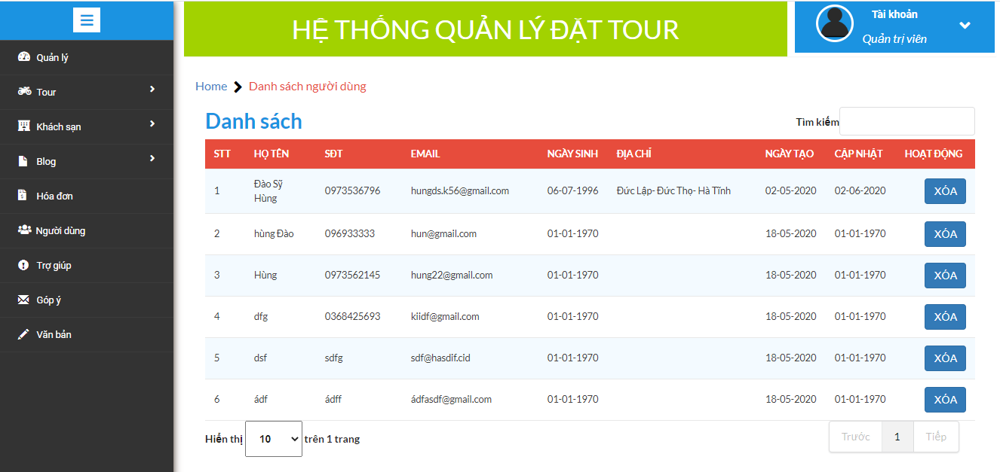 HỆ THỐNG QUẢN LÝ ĐẶT TOUR
Tài khoản
Quản trị viên
Quản lý
Tour
Khách sạn
Blog
Hóa đơn
Người dùng
Trợ giúp
Góp ý
Văn bản
Home Danh sách người dùng
Danh sách
Tìm kiếm
STT HỌ TÊN SĐT EMAIL NGÀY SINH ĐỊA CHỈ NGÀY TẠO CẬP NHẬT HOẠT ĐỘNG
1 Đào Sỹ Hùng 0973536796 hungds.k56@gmail.com 06-07-1996 Đức Lập- Đức Thọ- Hà Tĩnh 02-05-2020 02-06-2020 XÓA
2 hùng Đào 096933333 hun@gmail.com 01-01-1970 18-05-2020 01-01-1970 XÓA
3 Hùng 0973562145 hung22@gmail.com 01-01-1970 18-05-2020 01-01-1970 XÓA
4 dfg 0368425693 kiidf@gmail.com 01-01-1970 18-05-2020 01-01-1970 XÓA
5 dsf sdfg sdf@hasdif.cid 01-01-1970 18-05-2020 01-01-1970 XÓA
6 ádf ádff ádfasdf@gmail.com 01-01-1970 18-05-2020 01-01-1970 XÓA
Hiển thị 10 trên 1 trang
Trước 1 Tiếp